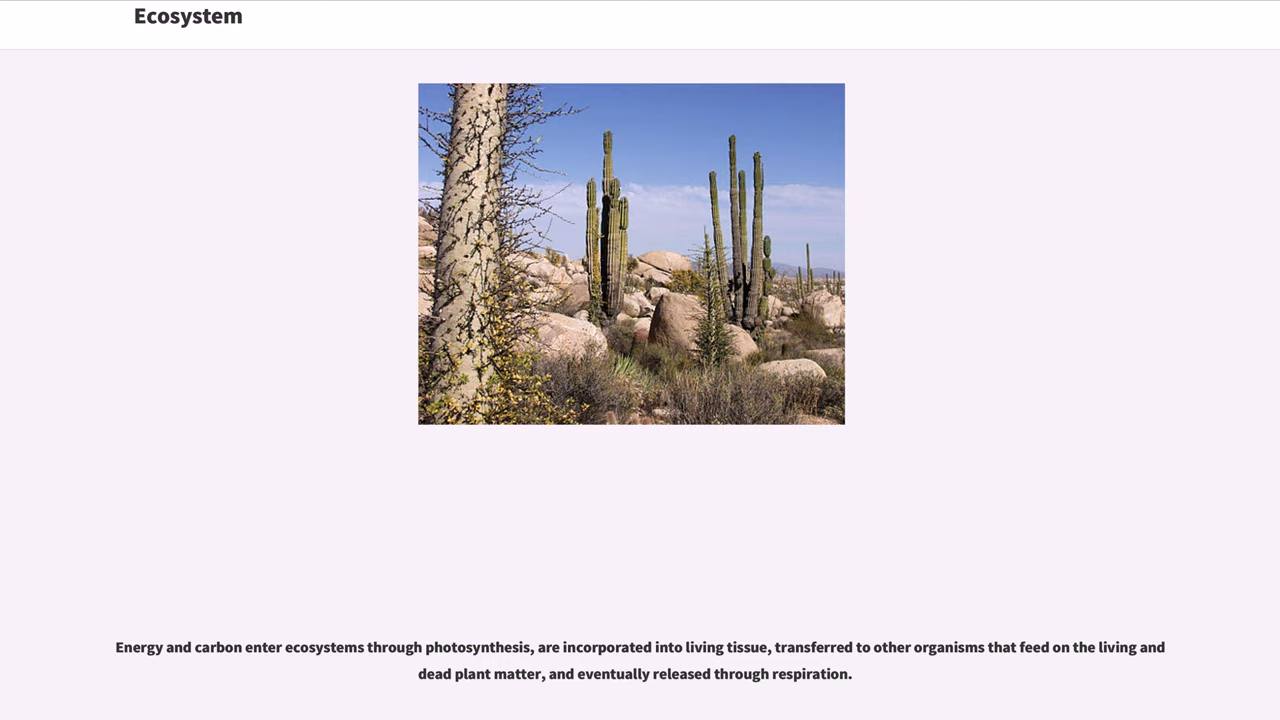 Ecosystem
Energy and carbon enter ecosystems through photosynthesis, are incorporated into living tissue, transferred to other organisms that feed on the living and
dead plant matter, and eventually released through respiration.